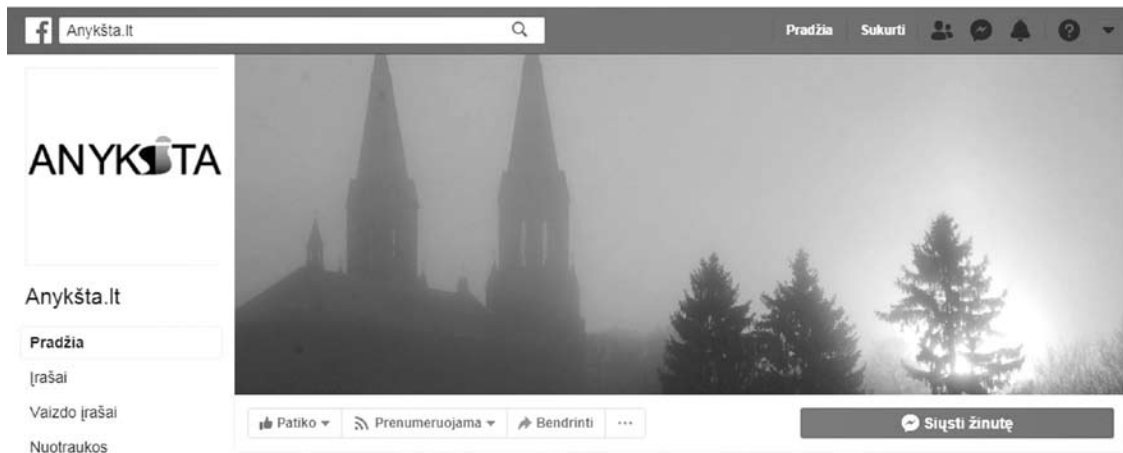 Anykšta.lt
Pradžia Sukurti
ANYKŠTA
Anykšta.lt
Pradžia
Įrašai
Vaizdo įrašai
Nuotraukos
Patiko Prenumeruojama Bendrinti ...
Siųsti žinutę